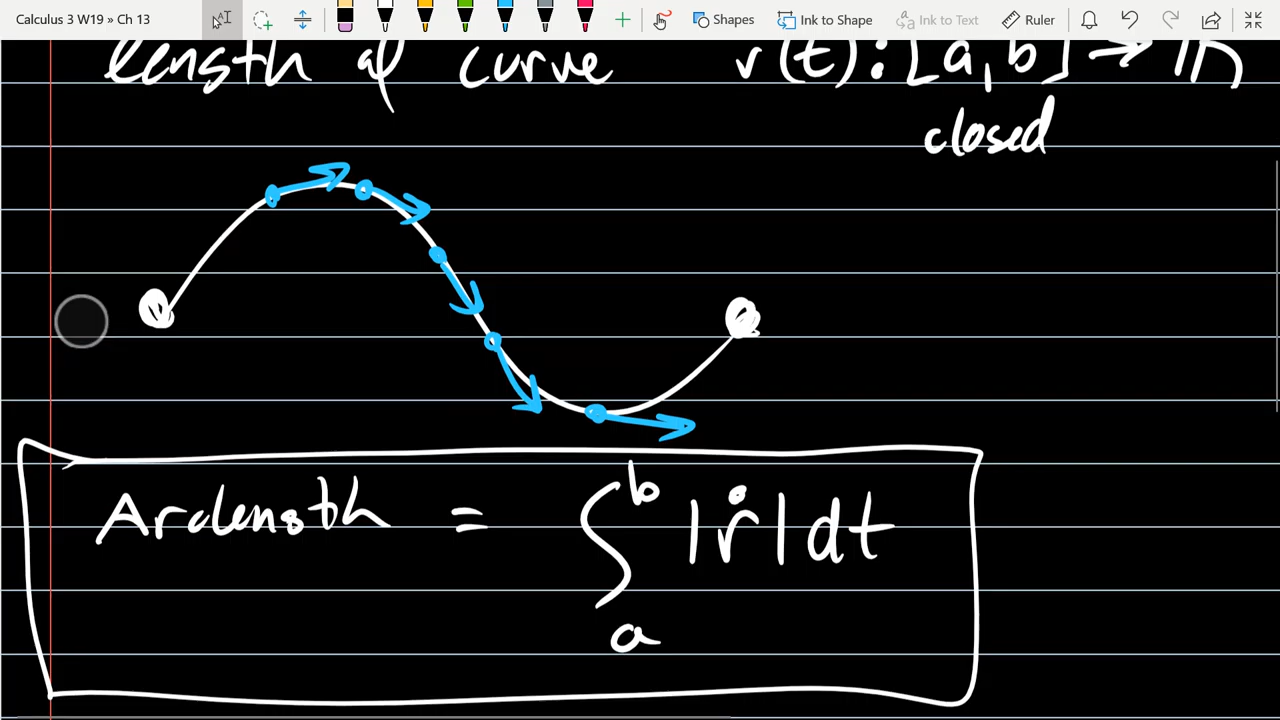 Calculus 3 W19 » Ch 13
Shapes
Ink to Shape
Ink to Text
Ruler
length of curve r(t): [a, b] → ℝ
closed
Arclength = ∫ₐᵇ |ṙ| dt